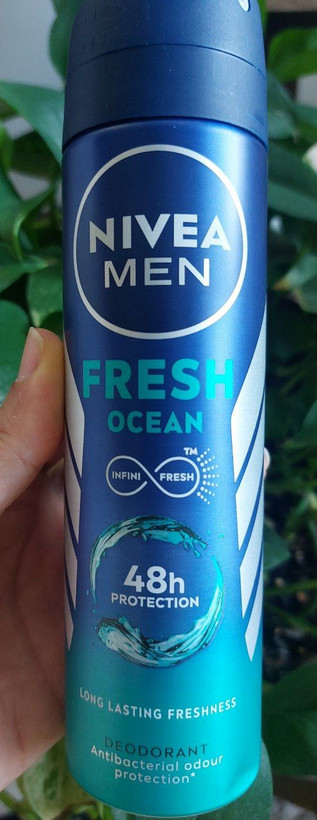 NIVEA
MEN
FRESH
OCEAN
TM
INFINI FRESH
48h
PROTECTION
LONG LASTING FRESHNESS
DEODORANT
Antibacterial odour
protection*